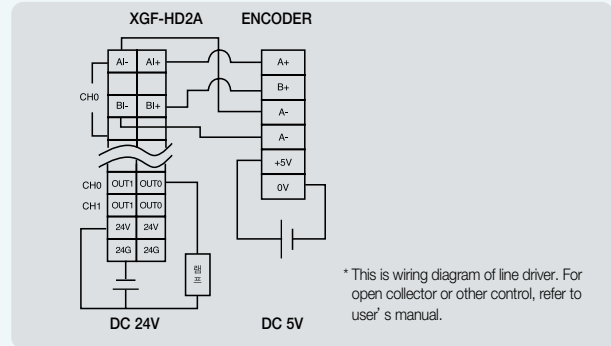 XGF-HD2A ENCODER
AI- AI+ A+
CH0 BI- BI+ B+
A-
A-
+5V
CH0 OUT1 OUT0 0V
CH1 OUT1 OUT0
24V 24V
24G 24G
램프
* This is wiring diagram of line driver. For
open collector or other control, refer to
user' s manual.
DC 24V DC 5V